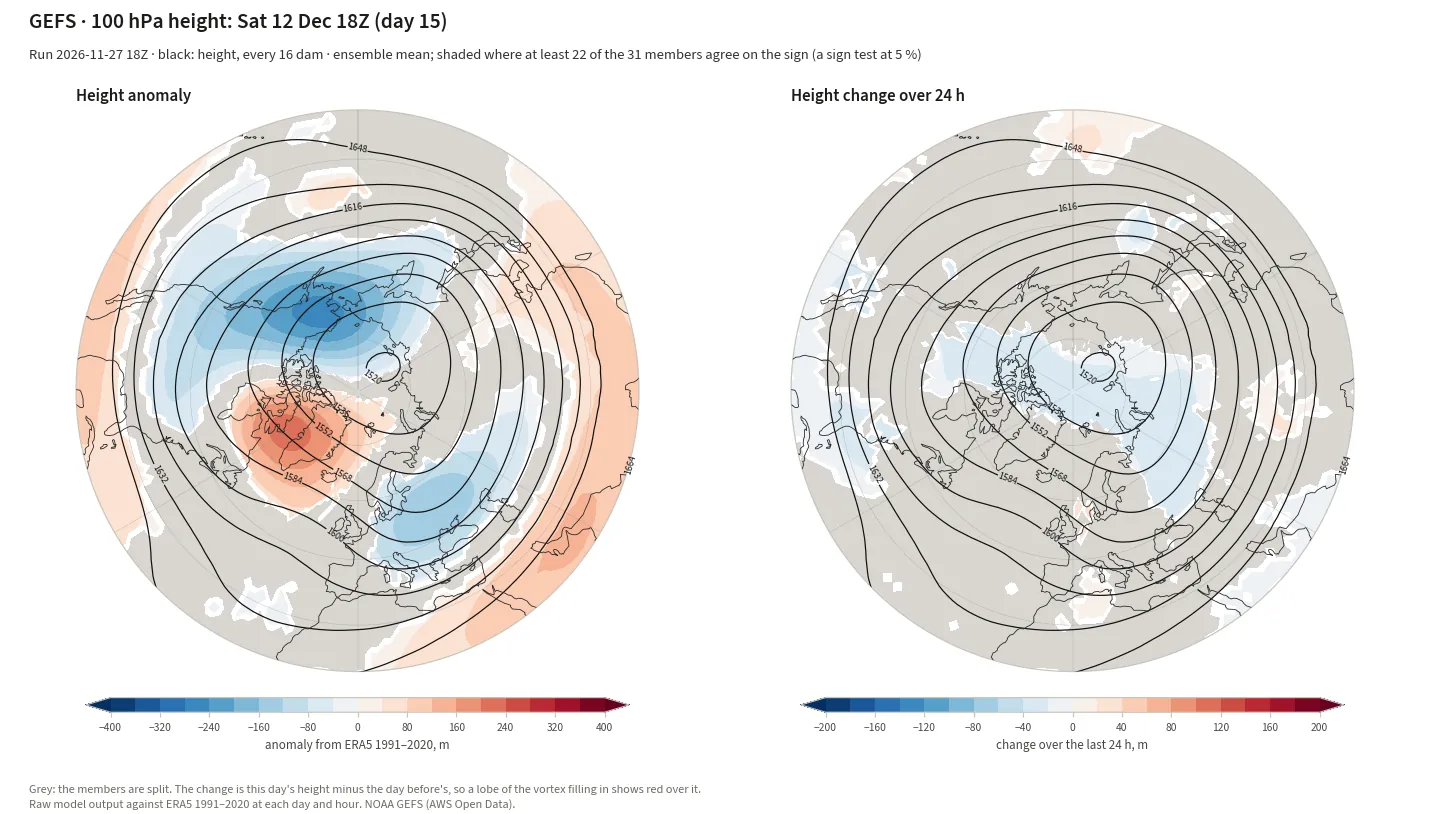 GEFS · 100 hPa height: Sat 12 Dec 18Z (day 15)
Run 2026-11-27 18Z · black: height, every 16 dam · ensemble mean; shaded where at least 22 of the 31 members agree on the sign (a sign test at 5 %)
Height anomaly
Height change over 24 h
1648
1616
1520
1536
1552
1568
1584
1600
1632
1664
1648
1616
1520
1536
1552
1568
1584
1600
1632
1664
−400 −320 −240 −160 −80 0 80 160 240 320 400
anomaly from ERA5 1991–2020, m
−200 −160 −120 −80 −40 0 40 80 120 160 200
change over the last 24 h, m
Grey: the members are split. The change is this day's height minus the day before's, so a lobe of the vortex filling in shows red over it.
Raw model output against ERA5 1991–2020 at each day and hour. NOAA GEFS (AWS Open Data).